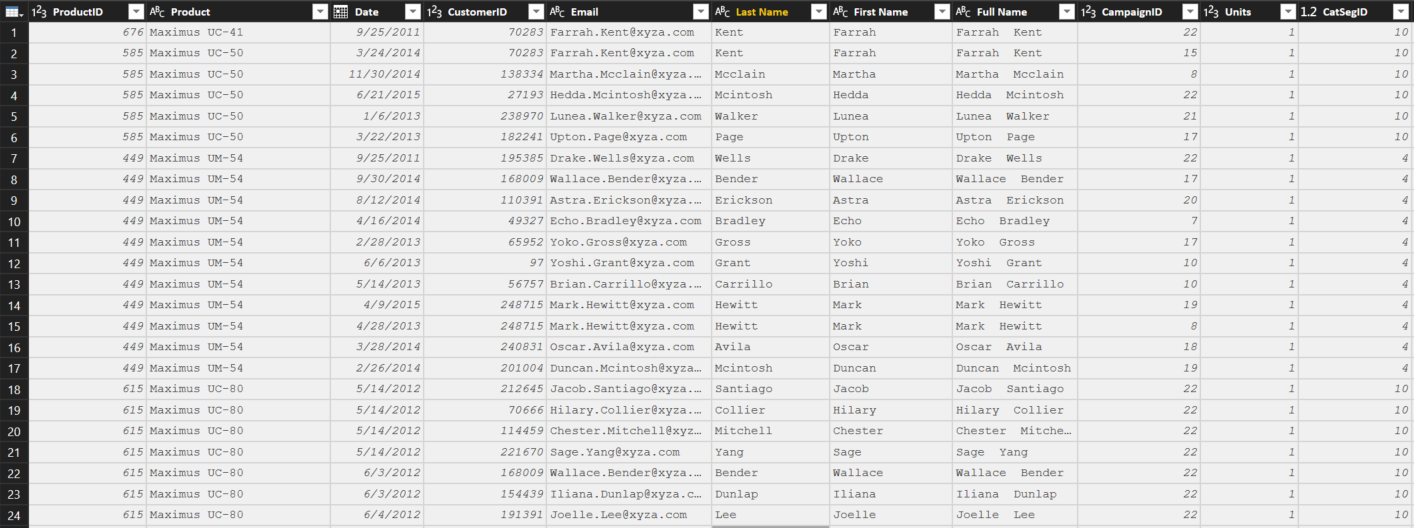 1²3 ProductID ABC Product Date 1²3 CustomerID ABC Email ABC Last Name ABC First Name ABC Full Name 1²3 CampaignID 1²3 Units 1.2 CatSegID
1 676 Maximus UC-41 9/25/2011 70283 Farrah.Kent@xyza.com Kent Farrah Farrah  Kent 22 1 10
2 585 Maximus UC-50 3/24/2014 70283 Farrah.Kent@xyza.com Kent Farrah Farrah  Kent 15 1 10
3 585 Maximus UC-50 11/30/2014 138334 Martha.Mcclain@xyza.... Mcclain Martha Martha  Mcclain 8 1 10
4 585 Maximus UC-50 6/21/2015 27193 Hedda.Mcintosh@xyza.... Mcintosh Hedda Hedda  Mcintosh 22 1 10
5 585 Maximus UC-50 1/6/2013 238970 Lunea.Walker@xyza.com Walker Lunea Lunea  Walker 21 1 10
6 585 Maximus UC-50 3/22/2013 182241 Upton.Page@xyza.com Page Upton Upton  Page 17 1 10
7 449 Maximus UM-54 9/25/2011 195385 Drake.Wells@xyza.com Wells Drake Drake  Wells 22 1 4
8 449 Maximus UM-54 9/30/2014 168009 Wallace.Bender@xyza.... Bender Wallace Wallace  Bender 17 1 4
9 449 Maximus UM-54 8/12/2014 110391 Astra.Erickson@xyza.... Erickson Astra Astra  Erickson 20 1 4
10 449 Maximus UM-54 4/16/2014 49327 Echo.Bradley@xyza.com Bradley Echo Echo  Bradley 7 1 4
11 449 Maximus UM-54 2/28/2013 65952 Yoko.Gross@xyza.com Gross Yoko Yoko  Gross 17 1 4
12 449 Maximus UM-54 6/6/2013 97 Yoshi.Grant@xyza.com Grant Yoshi Yoshi  Grant 10 1 4
13 449 Maximus UM-54 5/14/2013 56757 Brian.Carrillo@xyza.... Carrillo Brian Brian  Carrillo 10 1 4
14 449 Maximus UM-54 4/9/2015 248715 Mark.Hewitt@xyza.com Hewitt Mark Mark  Hewitt 19 1 4
15 449 Maximus UM-54 4/28/2013 248715 Mark.Hewitt@xyza.com Hewitt Mark Mark  Hewitt 8 1 4
16 449 Maximus UM-54 3/28/2014 240831 Oscar.Avila@xyza.com Avila Oscar Oscar  Avila 18 1 4
17 449 Maximus UM-54 2/26/2014 201004 Duncan.Mcintosh@xyza... Mcintosh Duncan Duncan  Mcintosh 19 1 4
18 615 Maximus UC-80 5/14/2012 212645 Jacob.Santiago@xyza.... Santiago Jacob Jacob  Santiago 22 1 10
19 615 Maximus UC-80 5/14/2012 70666 Hilary.Collier@xyza.... Collier Hilary Hilary  Collier 22 1 10
20 615 Maximus UC-80 5/14/2012 114459 Chester.Mitchell@xyz... Mitchell Chester Chester  Mitche... 22 1 10
21 615 Maximus UC-80 5/14/2012 221670 Sage.Yang@xyza.com Yang Sage Sage  Yang 22 1 10
22 615 Maximus UC-80 6/3/2012 168009 Wallace.Bender@xyza.... Bender Wallace Wallace  Bender 22 1 10
23 615 Maximus UC-80 6/3/2012 154439 Iliana.Dunlap@xyza.c... Dunlap Iliana Iliana  Dunlap 22 1 10
24 615 Maximus UC-80 6/4/2012 191391 Joelle.Lee@xyza.com Lee Joelle Joelle  Lee 22 1 10